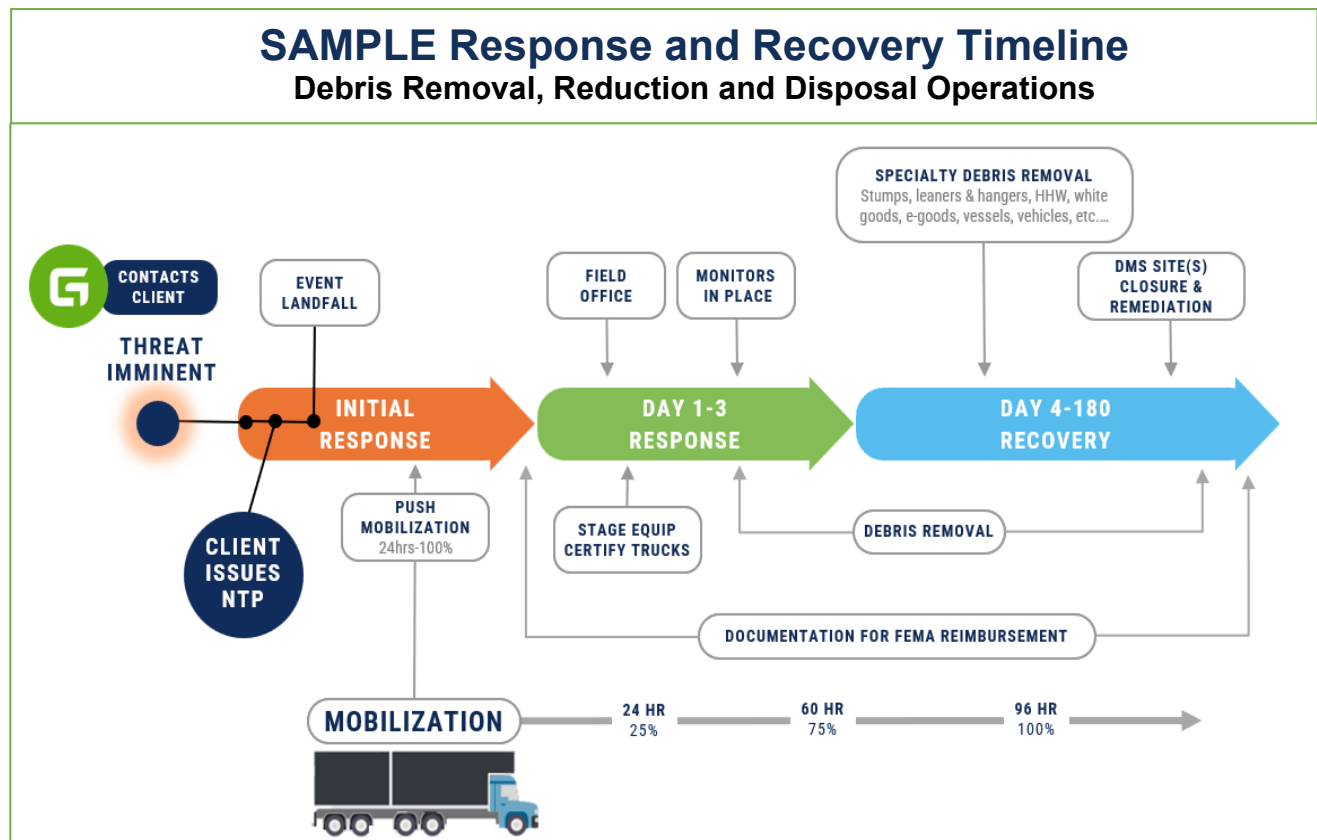 SAMPLE Response and Recovery Timeline
Debris Removal, Reduction and Disposal Operations
SPECIALTY DEBRIS REMOVAL
Stumps, leaners & hangers, HHW, white
goods, e-goods, vessels, vehicles, etc....
G
CONTACTS
CLIENT
EVENT
LANDFALL
FIELD
OFFICE
MONITORS
IN PLACE
DMS SITE(S)
CLOSURE &
REMEDIATION
THREAT
IMMINENT
INITIAL
RESPONSE
DAY 1-3
RESPONSE
DAY 4-180
RECOVERY
PUSH
MOBILIZATION
24hrs-100%
STAGE EQUIP
CERTIFY TRUCKS
DEBRIS REMOVAL
CLIENT
ISSUES
NTP
DOCUMENTATION FOR FEMA REIMBURSEMENT
MOBILIZATION
24 HR
25%
60 HR
75%
96 HR
100%